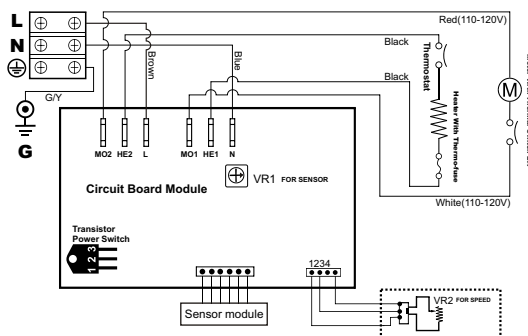 L
N
G/Y
G
Brown
Blue
Red(110-120V)
Black
Thermostat
Black
Heater With Thermo-fuse
M
White(110-120V)
MO2 HE2 L MO1 HE1 N
VR1 FOR SENSOR
Circuit Board Module
Transistor
Power Switch
1 2 3
1234
Sensor module
VR2 FOR SPEED